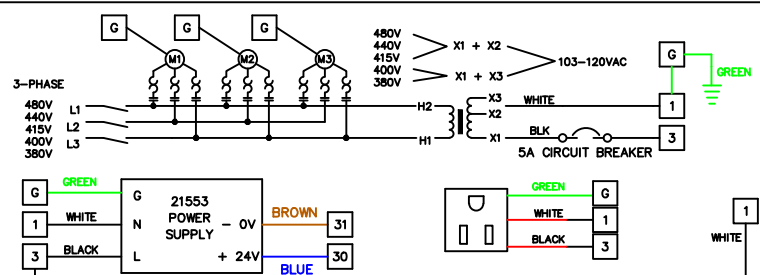 G
G
G
M1
M2
M3
3-PHASE
480V
440V
415V
400V
380V
L1
L2
L3
480V
440V
415V
400V
380V
X1 + X2
X1 + X3
103-120VAC
H2
H1
X3
X2
X1
WHITE
BLK
5A CIRCUIT BREAKER
G
GREEN
1
3
G
GREEN
1
WHITE
3
BLACK
G
N
L
21553
POWER
SUPPLY
- 0V
+ 24V
BROWN
31
BLUE
30
GREEN
G
WHITE
1
BLACK
3
1
WHITE